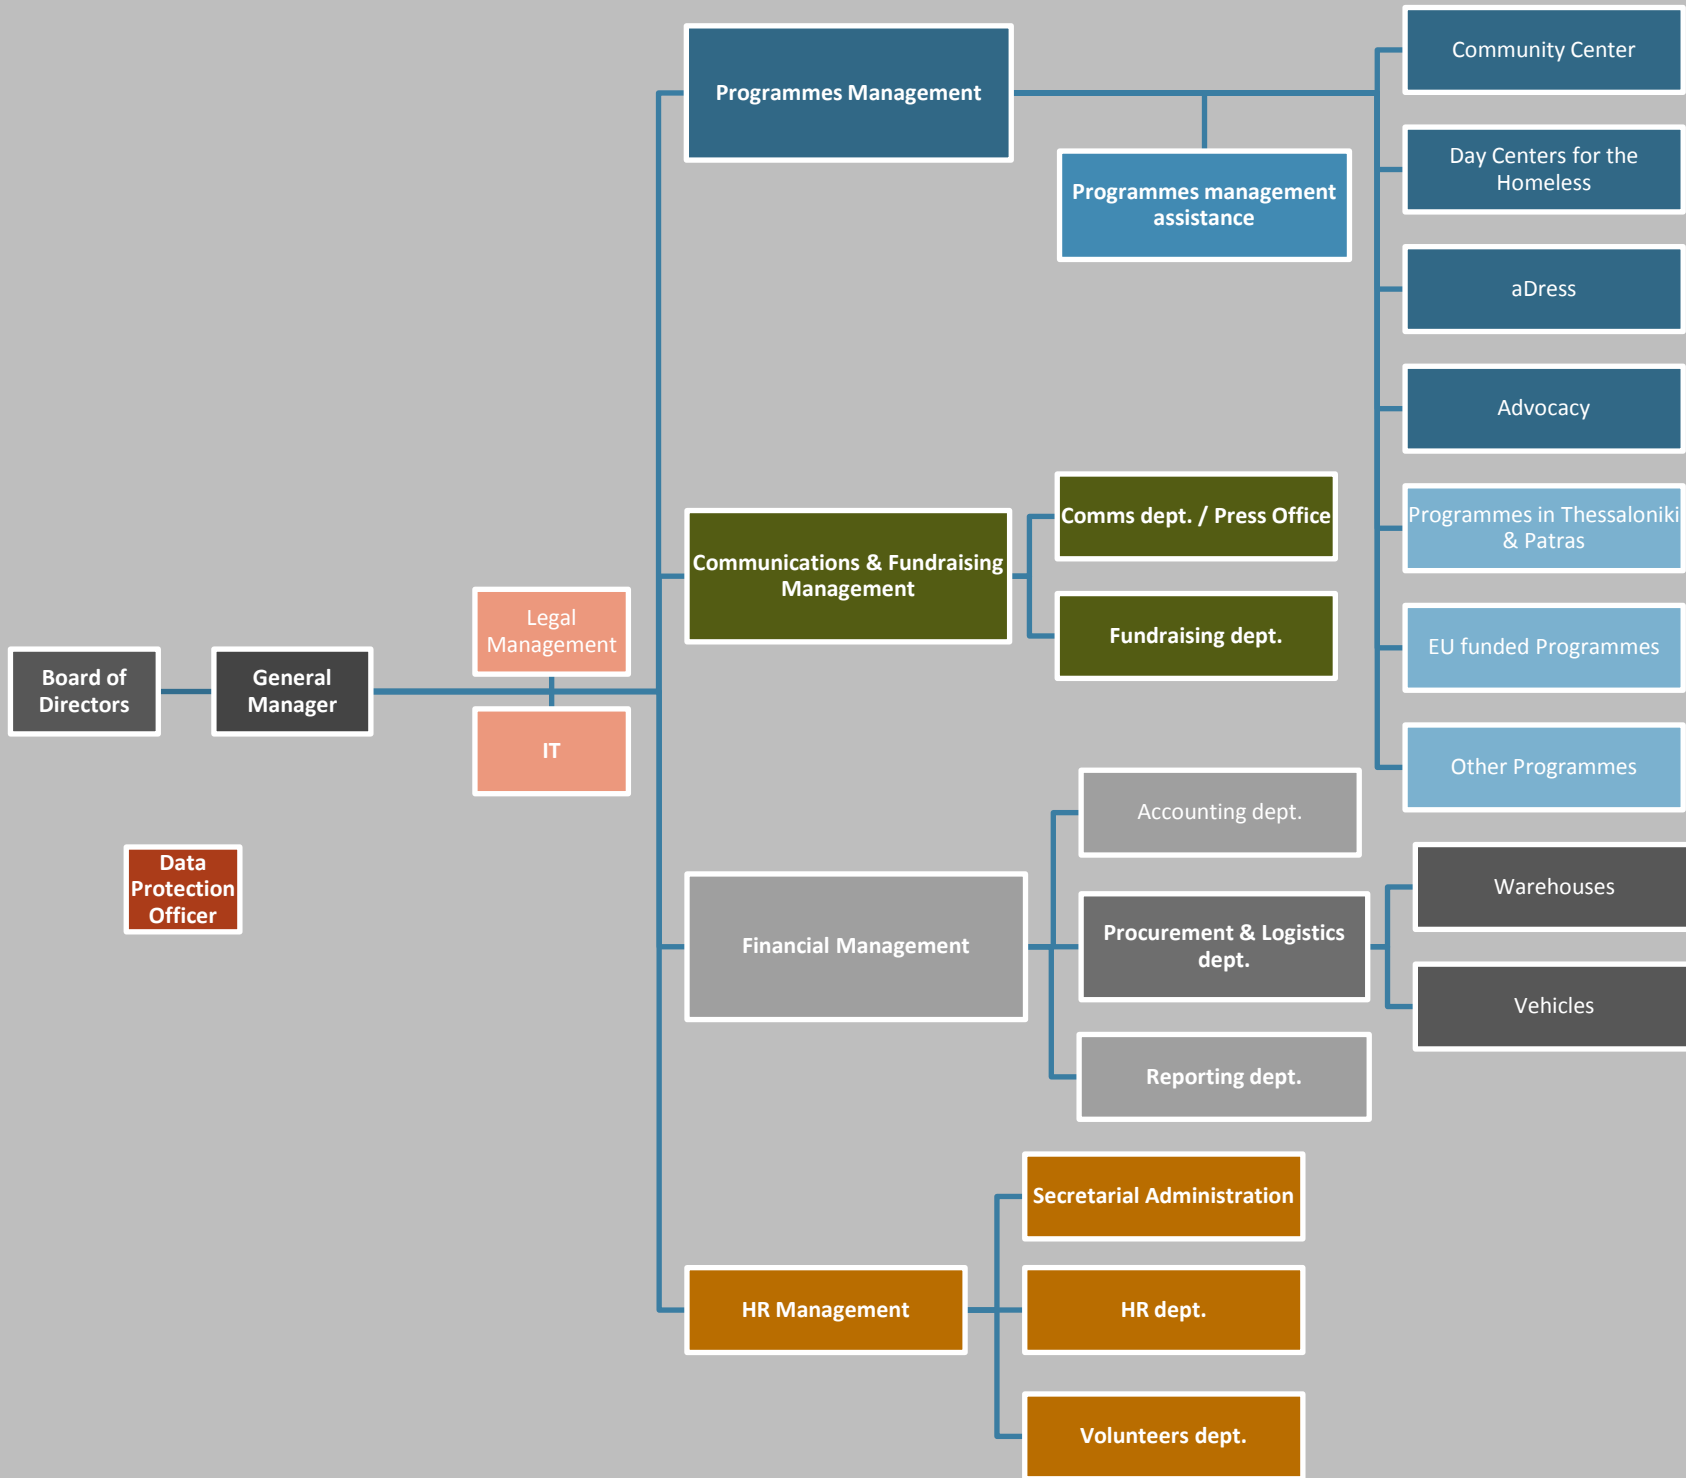 Board of
Directors
General
Manager
Data
Protection
Officer
Legal
Management
IT
Programmes Management
Programmes management
assistance
Community Center
Day Centers for the
Homeless
aDress
Advocacy
Programmes in Thessaloniki
& Patras
EU funded Programmes
Other Programmes
Communications & Fundraising
Management
Comms dept. / Press Office
Fundraising dept.
Financial Management
Accounting dept.
Procurement & Logistics
dept.
Warehouses
Vehicles
Reporting dept.
HR Management
Secretarial Administration
HR dept.
Volunteers dept.